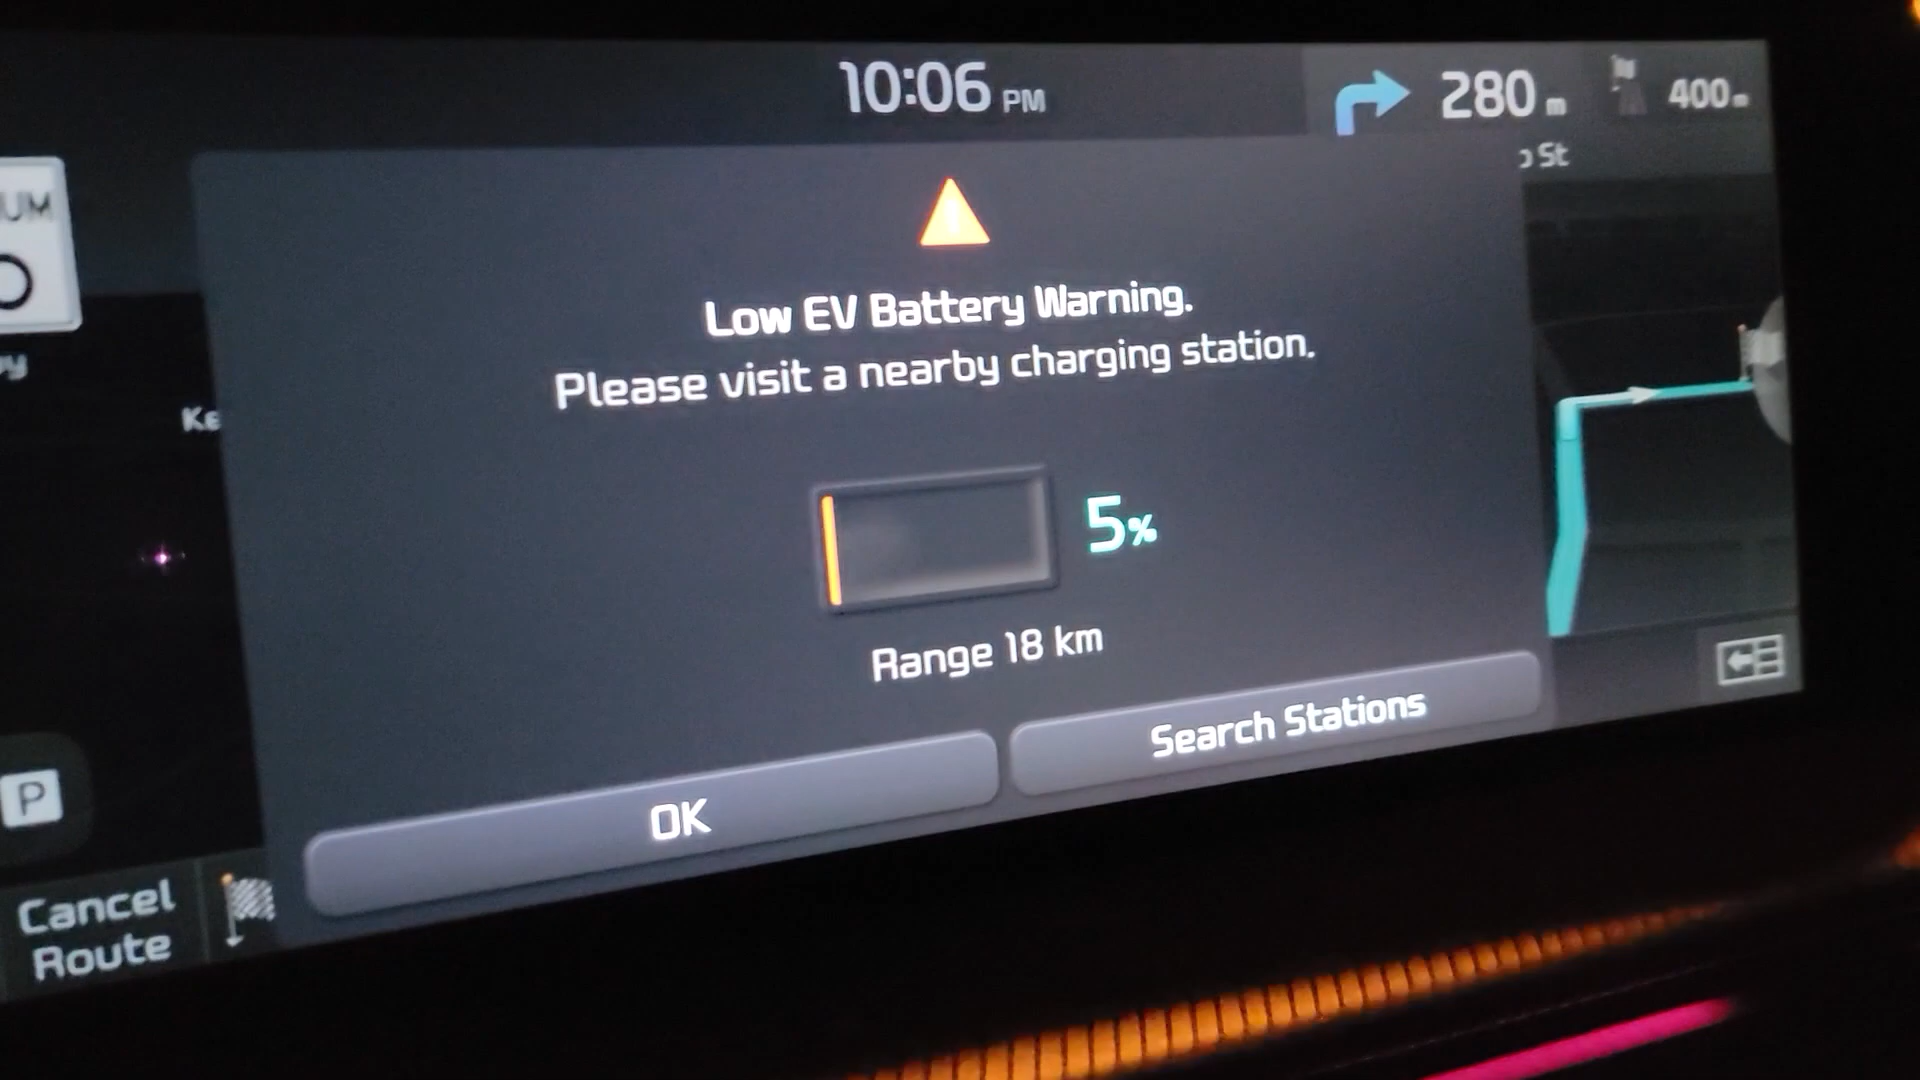 10:06 PM
280 m
400 m
St
UM
Low EV Battery Warning.
Please visit a nearby charging station.
5%
Range 18 km
Search Stations
OK
P
Cancel
Route